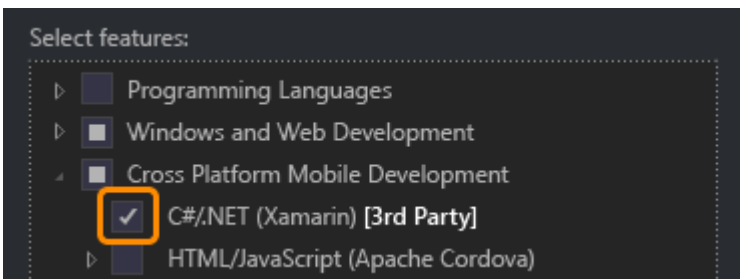 Select features:
Programming Languages
Windows and Web Development
Cross Platform Mobile Development
C#/.NET (Xamarin) [3rd Party]
HTML/JavaScript (Apache Cordova)